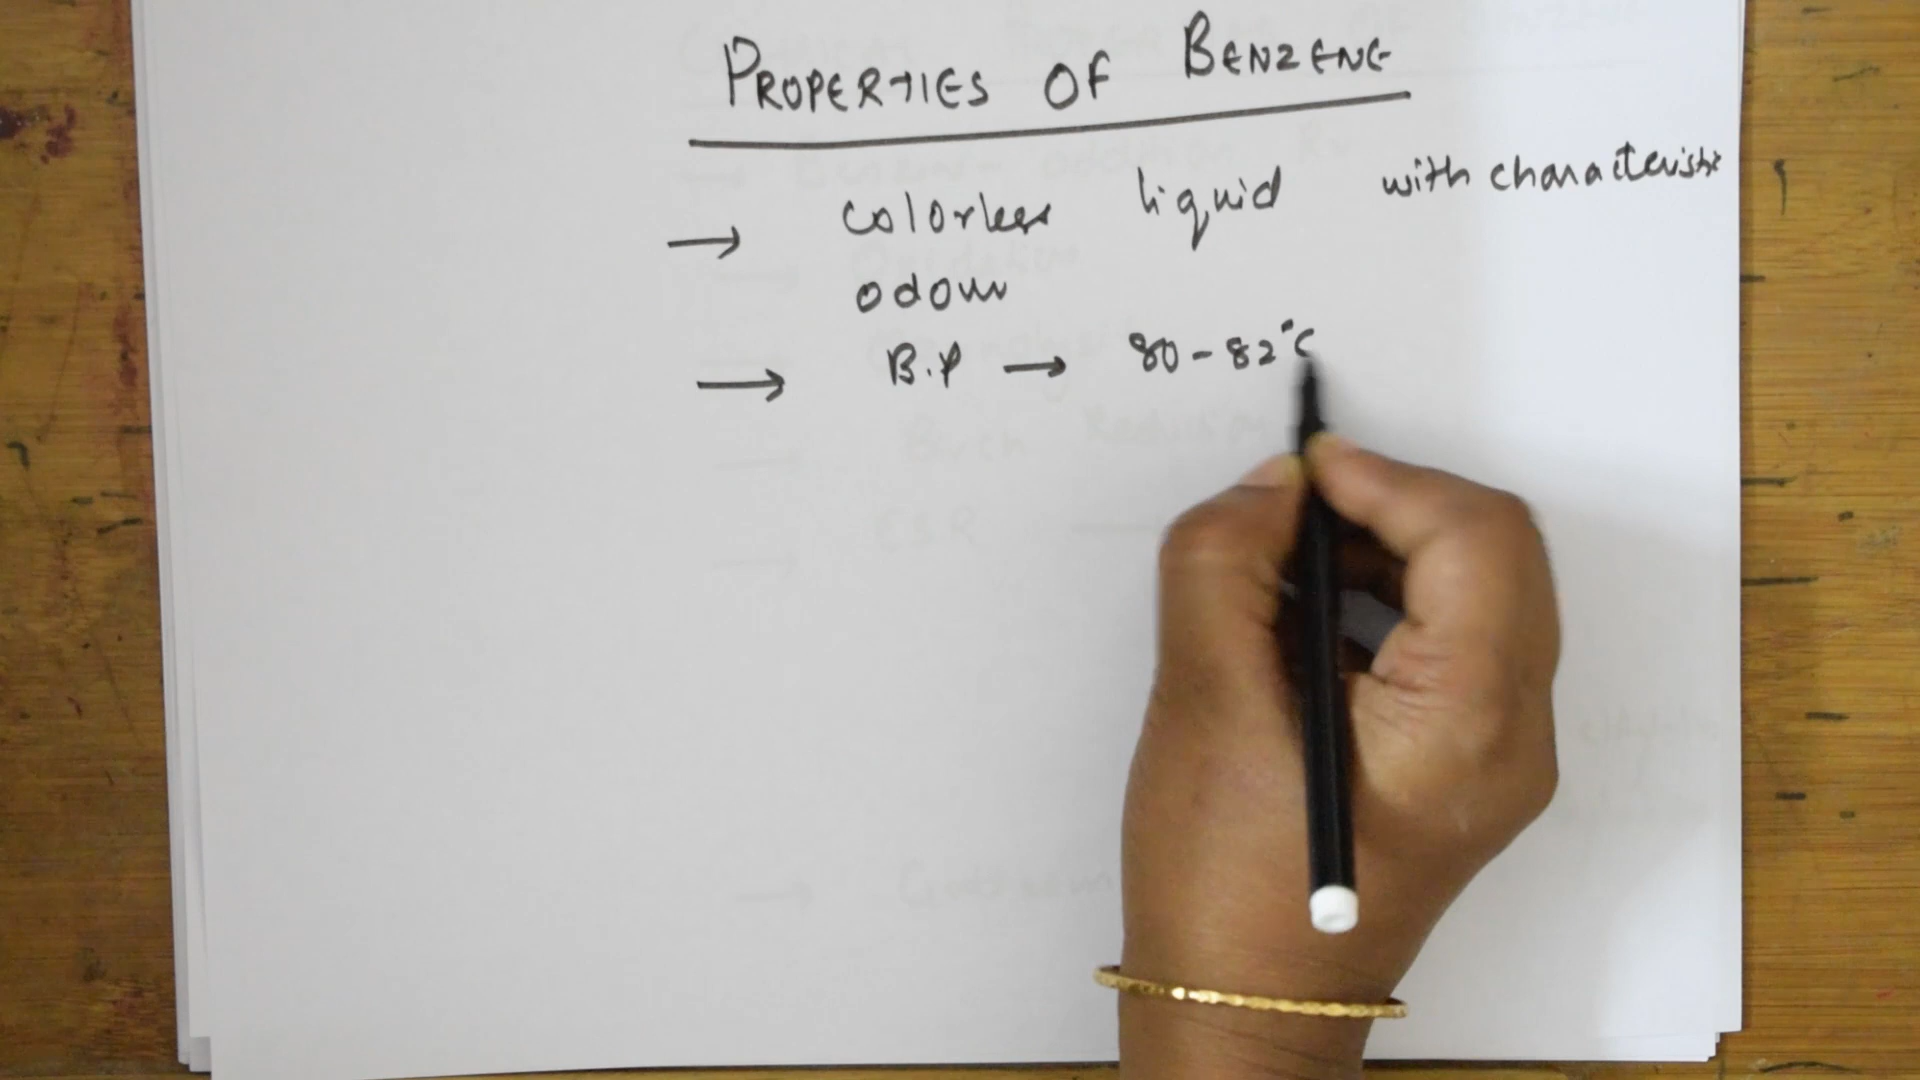 PROPERTIES OF BENZENE
→ colorless liquid with characteristic
odour
→ B.P → 80-82°C